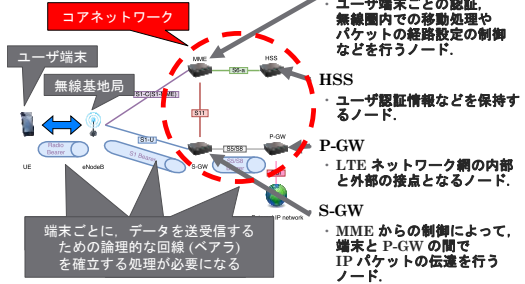 コアネットワーク
・ユーザ端末ごとの認証,
無線圏内での移動処理や
パケットの経路設定の制御
などを行うノード.
ユーザ端末
無線基地局
MME
HSS
S6-a
HSS
・ユーザ認証情報などを保持するノード.
S1-C(S1-MME)
S11
S1-U
S5/S8
P-GW
P-GW
・LTE ネットワーク網の内部
と外部の接点となるノード.
Radio
Bearer
S1 Bearer
S5/S8
UE
eNodeB
S-GW
IP network
S-GW
・MME からの制御によって,
端末と P-GW の間で
IP パケットの伝達を行う
ノード.
端末ごとに,データを送受信する
ための論理的な回線 (ベアラ)
を確立する処理が必要になる